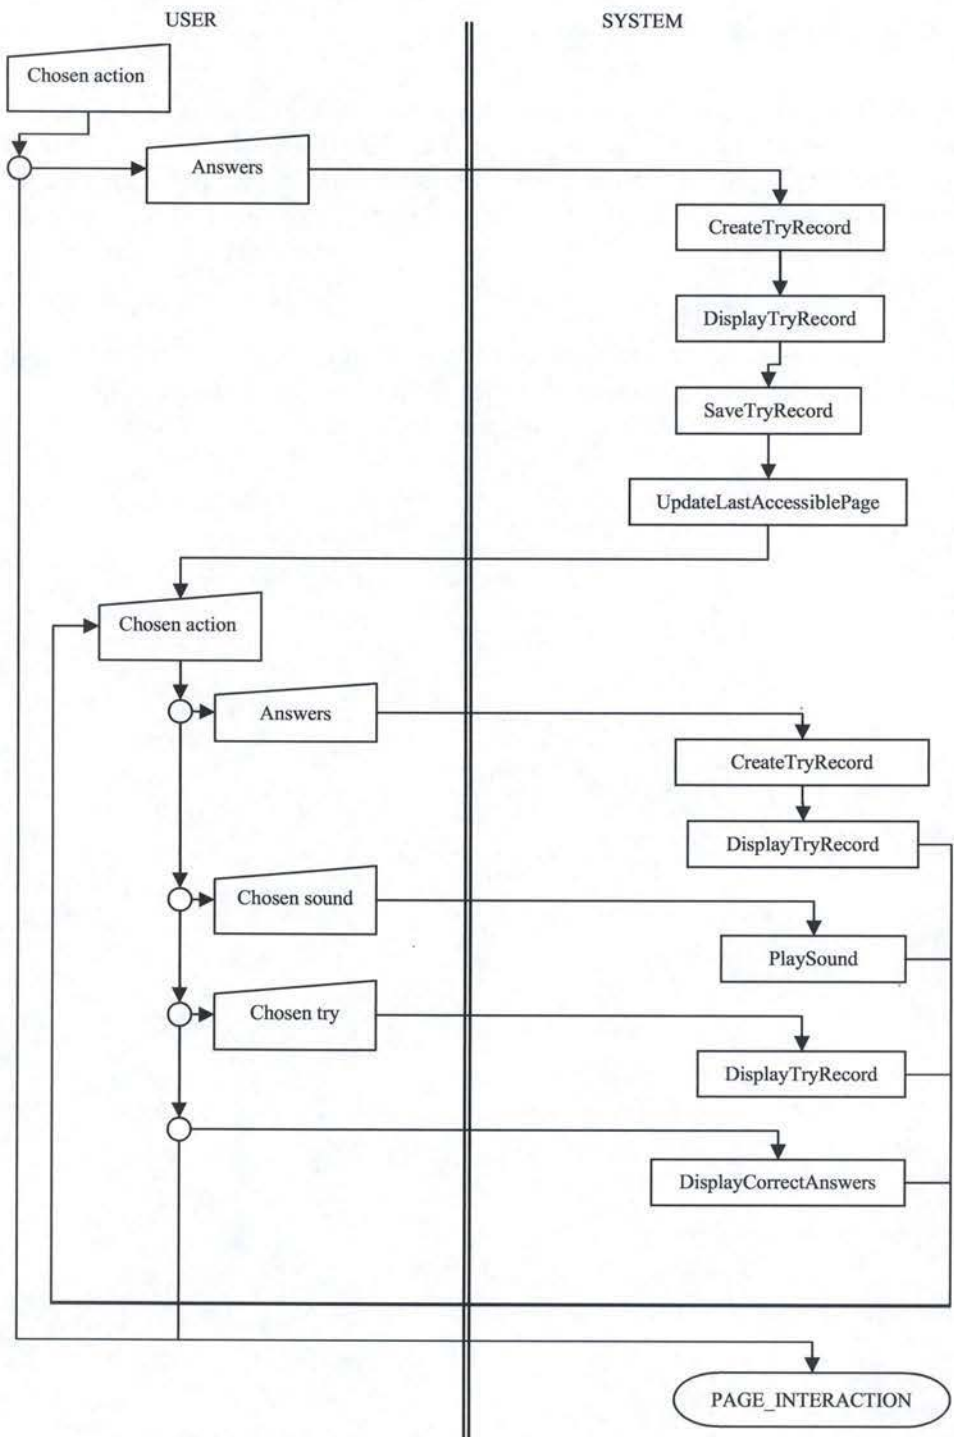 USER
SYSTEM
Chosen action
Answers
CreateTryRecord
DisplayTryRecord
SaveTryRecord
UpdateLastAccessiblePage
Chosen action
Answers
CreateTryRecord
DisplayTryRecord
Chosen sound
PlaySound
Chosen try
DisplayTryRecord
DisplayCorrectAnswers
PAGE_INTERACTION